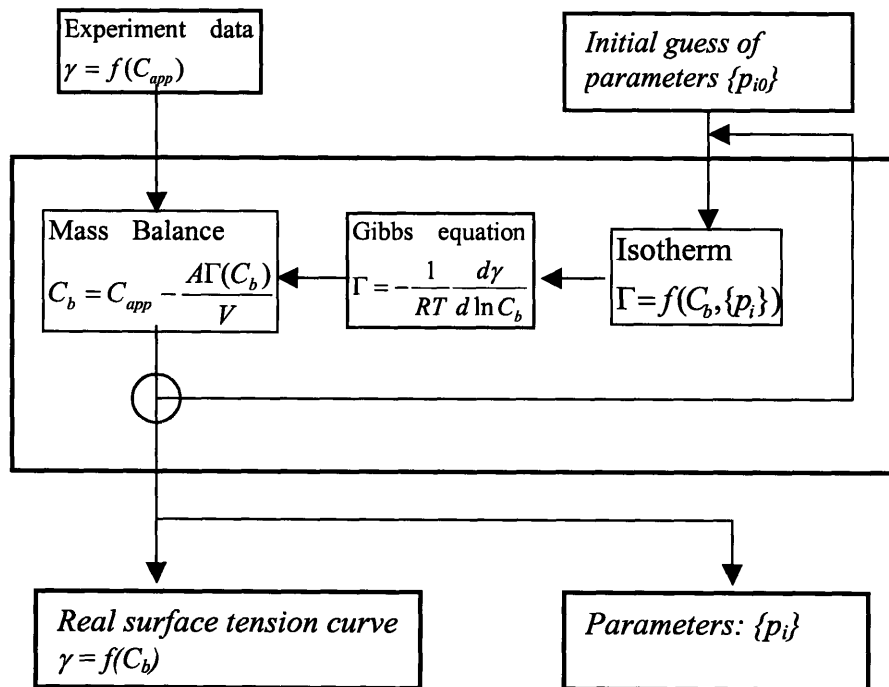 Experiment data
γ = f(C_app)
Initial guess of
parameters {p_i0}
Mass Balance
C_b = C_app − AΓ(C_b)/V
Gibbs equation
Γ = −(1/RT) (dγ/d ln C_b)
Isotherm
Γ = f(C_b,{p_i})
Real surface tension curve
γ = f(C_b)
Parameters: {p_i}